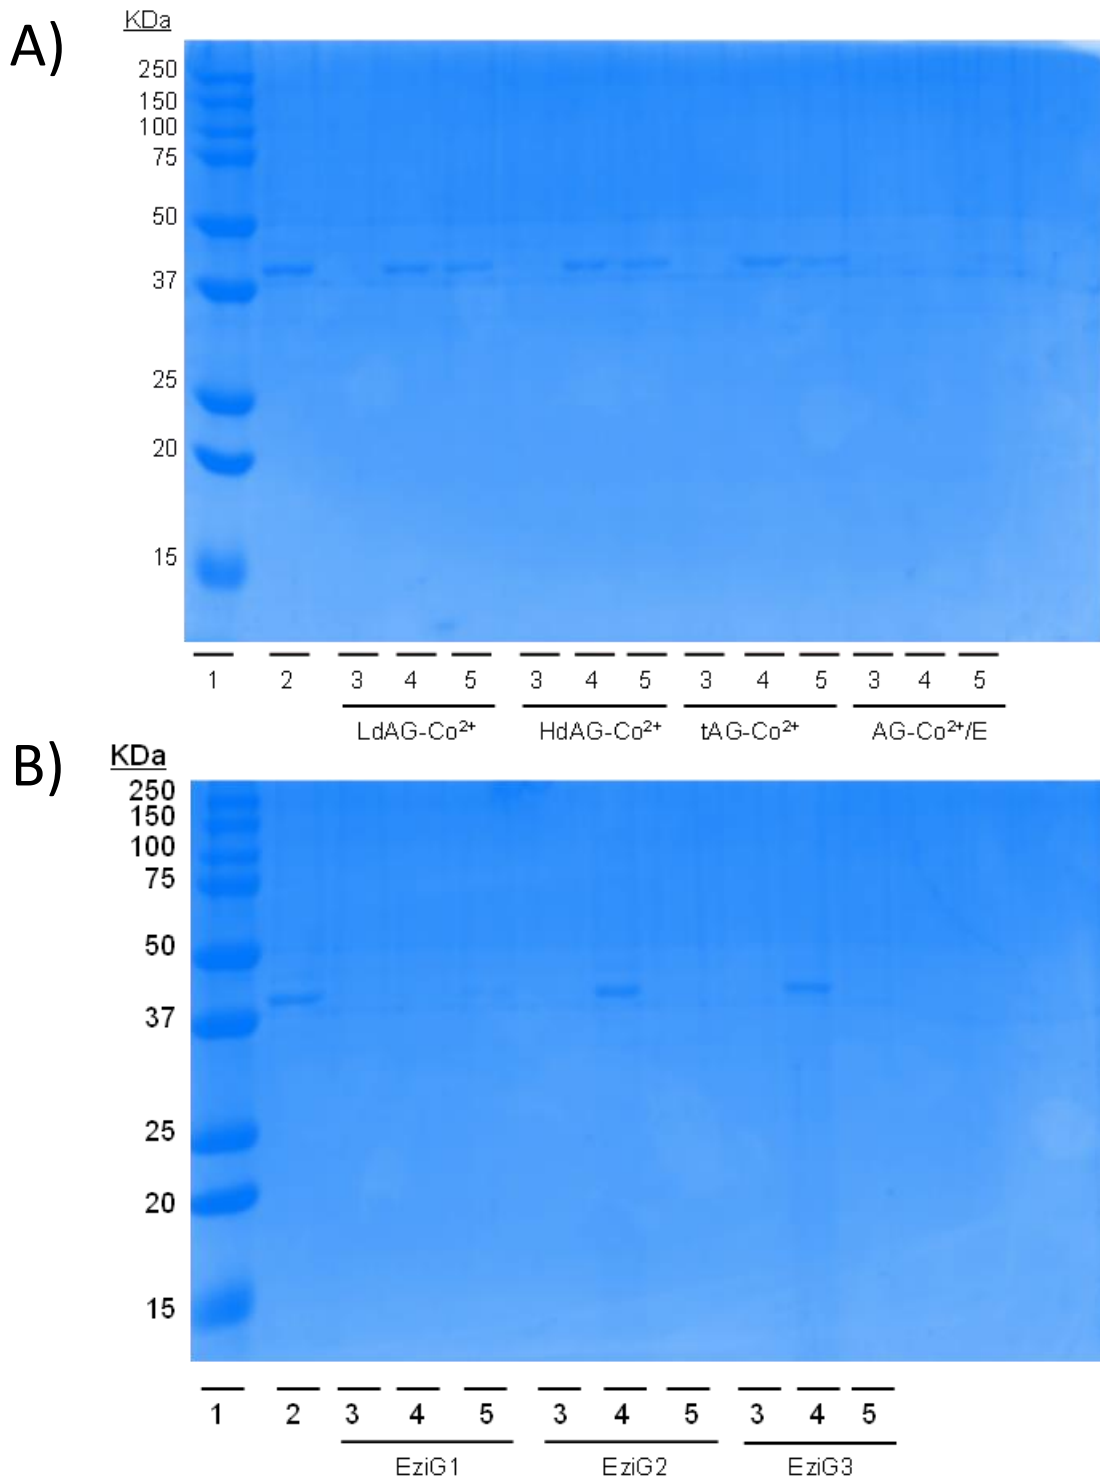 A)
KDa
250
150
100
75
50
37
25
20
15
1 2 3 4 5 3 4 5 3 4 5 3 4 5
LdAG-Co²⁺ HdAG-Co²⁺ tAG-Co²⁺ AG-Co²⁺/E
B)
KDa
250
150
100
75
50
37
25
20
15
1 2 3 4 5 3 4 5 3 4 5
EziG1 EziG2 EziG3